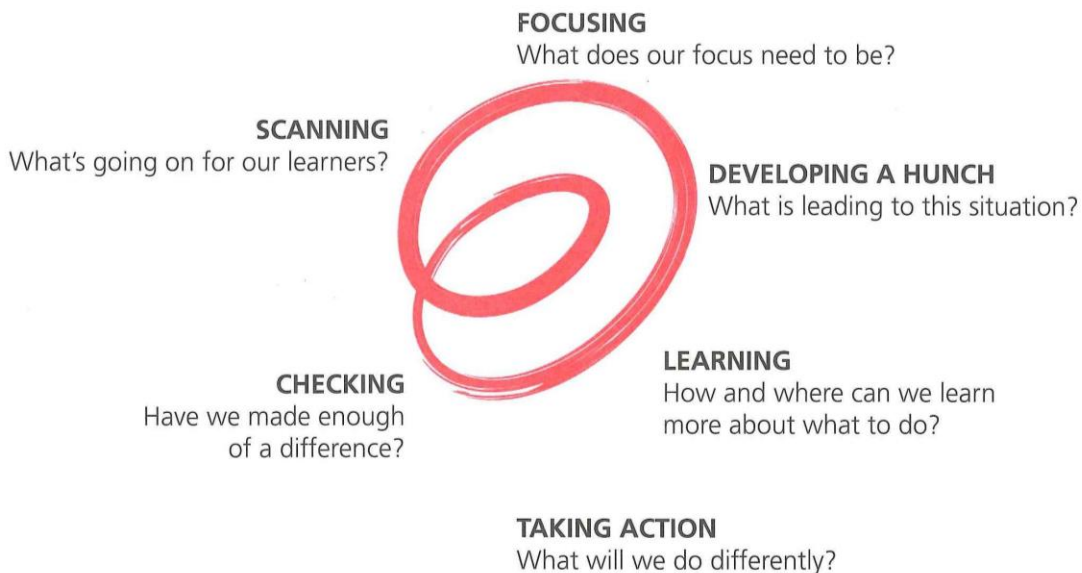 FOCUSING
What does our focus need to be?
SCANNING
What's going on for our learners?
DEVELOPING A HUNCH
What is leading to this situation?
LEARNING
How and where can we learn
more about what to do?
CHECKING
Have we made enough
of a difference?
TAKING ACTION
What will we do differently?